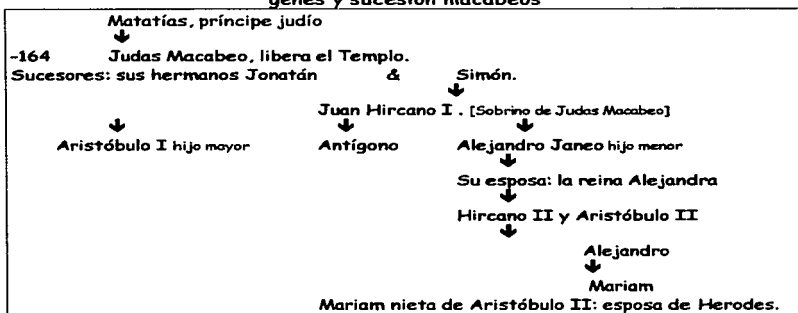 genes y sucesión macabeos
Matatías, príncipe judío
-164 Judas Macabeo, libera el Templo.
Sucesores: sus hermanos Jonatán & Simón.
Juan Hircano I . [Sobrino de Judas Macabeo]
Aristóbulo I hijo mayor Antígono Alejandro Janeo hijo menor
Su esposa: la reina Alejandra
Hircano II y Aristóbulo II
Alejandro
Mariam
Mariam nieta de Aristóbulo II: esposa de Herodes.